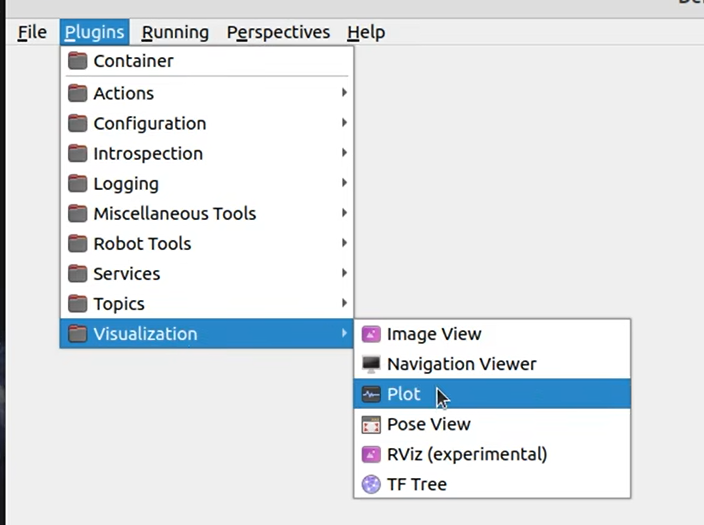 File Plugins Running Perspectives Help
Container
Actions
Configuration
Introspection
Logging
Miscellaneous Tools
Robot Tools
Services
Topics
Visualization
Image View
Navigation Viewer
Plot
Pose View
RViz (experimental)
TF Tree